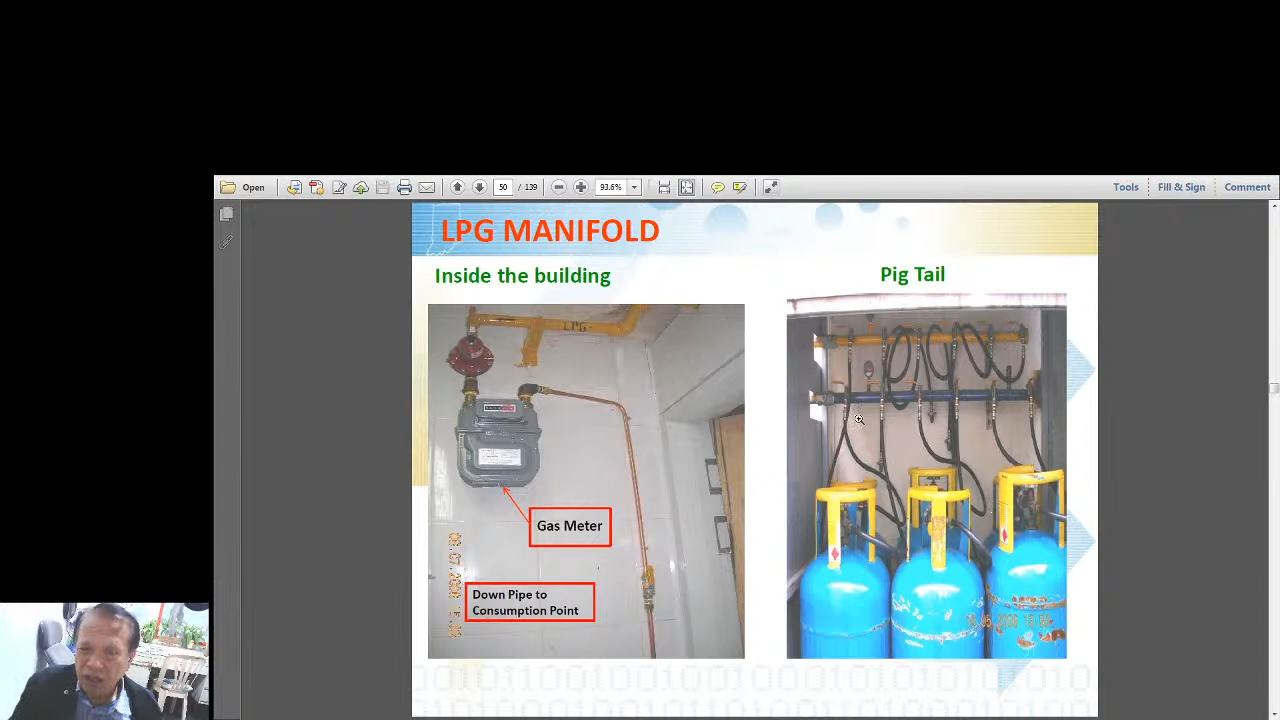 Open
50
/ 139
93.6%
Tools
Fill & Sign
Comment
LPG MANIFOLD
Inside the building
Pig Tail
LPG
Gas Meter
Down Pipe to
Consumption Point